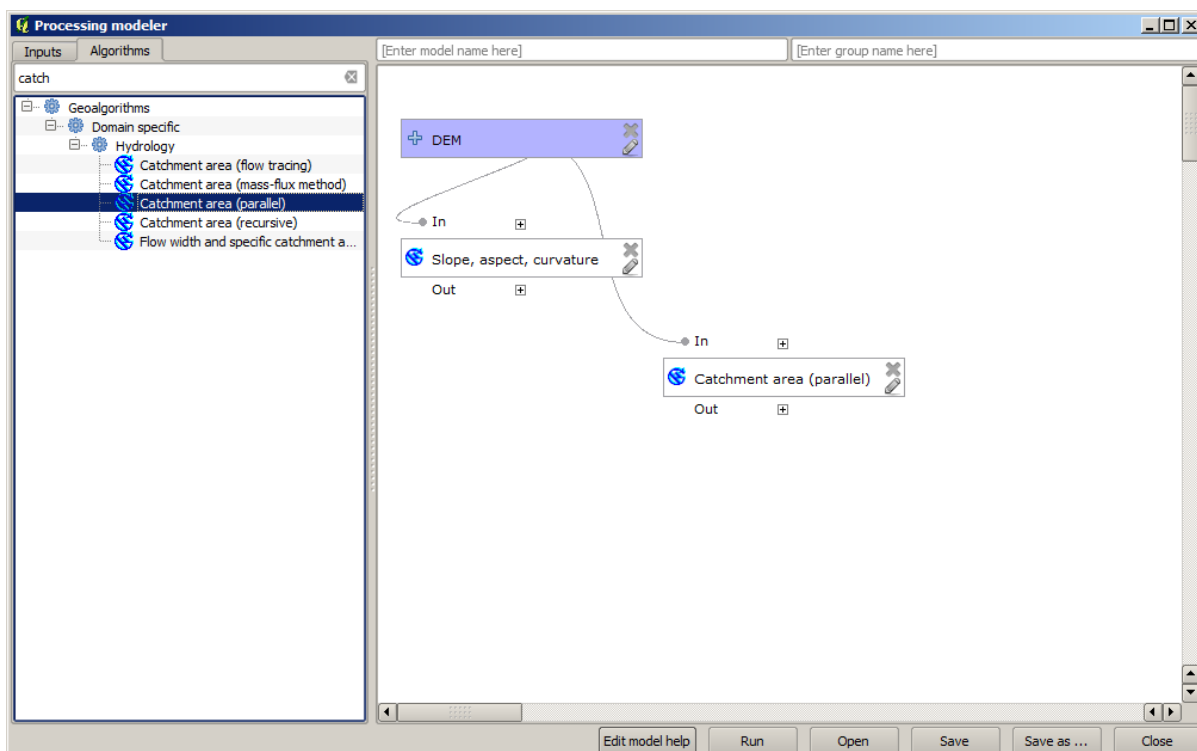 Processing modeler
Inputs Algorithms [Enter model name here] [Enter group name here]
catch
Geoalgorithms
Domain specific
Hydrology
Catchment area (flow tracing)
Catchment area (mass-flux method)
Catchment area (parallel)
Catchment area (recursive)
Flow width and specific catchment a...
DEM
In
Slope, aspect, curvature
Out
In
Catchment area (parallel)
Out
Edit model help Run Open Save Save as ... Close